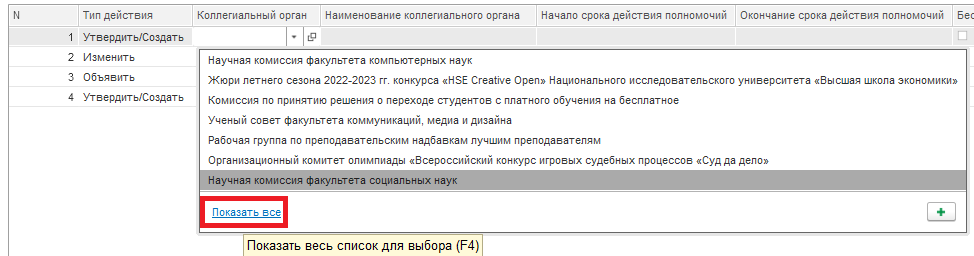 N Тип действия Коллегиальный орган Наименование коллегиального органа Начало срока действия полномочий Окончание срока действия полномочий Бес
1 Утвердить/Создать
2 Изменить
3 Объявить
4 Утвердить/Создать
Научная комиссия факультета компьютерных наук
Жюри летнего сезона 2022-2023 гг. конкурса «HSE Creative Open» Национального исследовательского университета «Высшая школа экономики»
Комиссия по принятию решения о переходе студентов с платного обучения на бесплатное
Ученый совет факультета коммуникаций, медиа и дизайна
Рабочая группа по преподавательским надбавкам лучшим преподавателям
Организационный комитет олимпиады «Всероссийский конкурс игровых судебных процессов «Суд да дело»
Научная комиссия факультета социальных наук
Показать все
Показать весь список для выбора (F4)